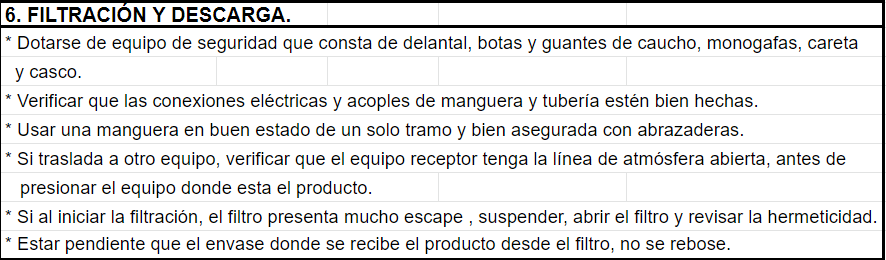 6. FILTRACIÓN Y DESCARGA.
* Dotarse de equipo de seguridad que consta de delantal, botas y guantes de caucho, monogafas, careta
y casco.
* Verificar que las conexiones eléctricas y acoples de manguera y tubería estén bien hechas.
* Usar una manguera en buen estado de un solo tramo y bien asegurada con abrazaderas.
* Si traslada a otro equipo, verificar que el equipo receptor tenga la línea de atmósfera abierta, antes de
presionar el equipo donde esta el producto.
* Si al iniciar la filtración, el filtro presenta mucho escape , suspender, abrir el filtro y revisar la hermeticidad.
* Estar pendiente que el envase donde se recibe el producto desde el filtro, no se rebose.